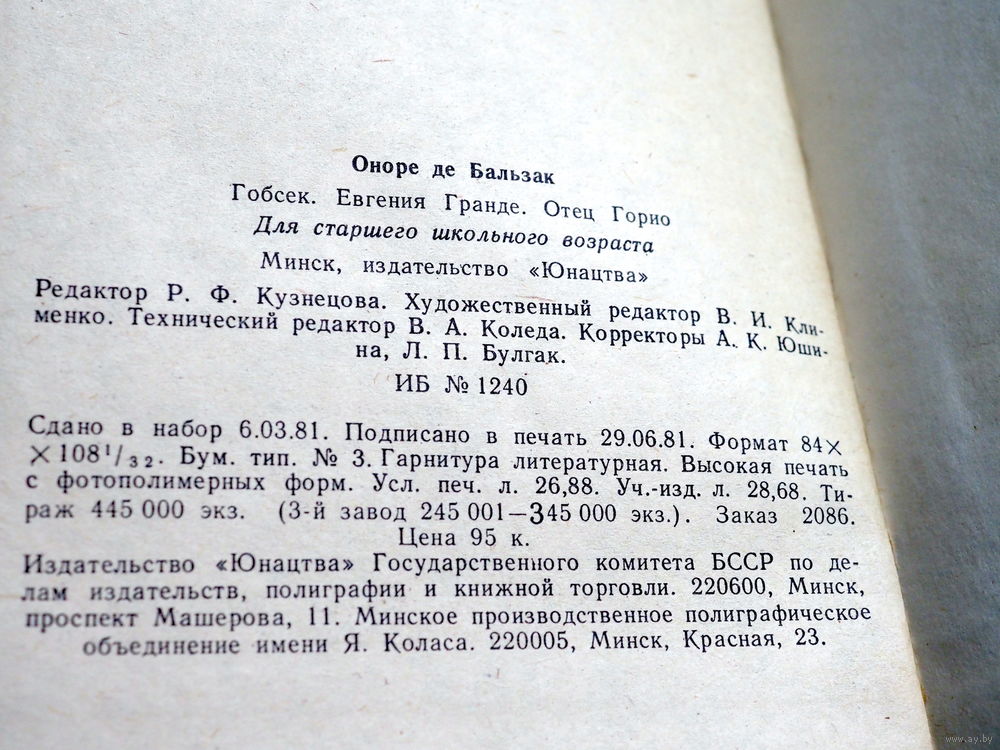 Оноре де Бальзак
Гобсек. Евгения Гранде. Отец Горио
Для старшего школьного возраста
Минск, издательство «Юнацтва»
Редактор Р. Ф. Кузнецова. Художественный редактор В. И. Кли-
менко. Технический редактор В. А. Коледа. Корректоры А. К. Юши-
на, Л. П. Булгак.
ИБ № 1240
Сдано в набор 6.03.81. Подписано в печать 29.06.81. Формат 84×
×108¹/₃₂. Бум. тип. № 3. Гарнитура литературная. Высокая печать
с фотополимерных форм. Усл. печ. л. 26,88. Уч.-изд. л. 28,68. Ти-
раж 445 000 экз. (3-й завод 245 001—345 000 экз.). Заказ 2086.
Цена 95 к.
Издательство «Юнацтва» Государственного комитета БССР по де-
лам издательств, полиграфии и книжной торговли. 220600, Минск,
проспект Машерова, 11. Минское производственное полиграфическое
объединение имени Я. Коласа. 220005, Минск, Красная, 23.
www.ay.by